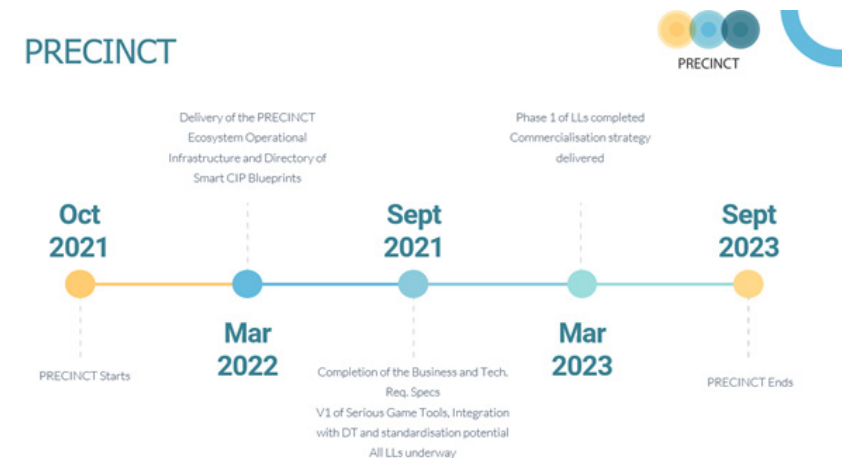 PRECINCT
PRECINCT
Delivery of the PRECINCT
Ecosystem Operational
Infrastructure and Directory of
Smart CIP Blueprints
Phase 1 of LLs completed
Commercialisation strategy
delivered
Oct
2021
Sept
2021
Sept
2023
Mar
2022
Mar
2023
PRECINCT Starts
Completion of the Business and Tech.
Req. Specs
V1 of Serious Game Tools, Integration
with DT and standardisation potential
All LLs underway
PRECINCT Ends